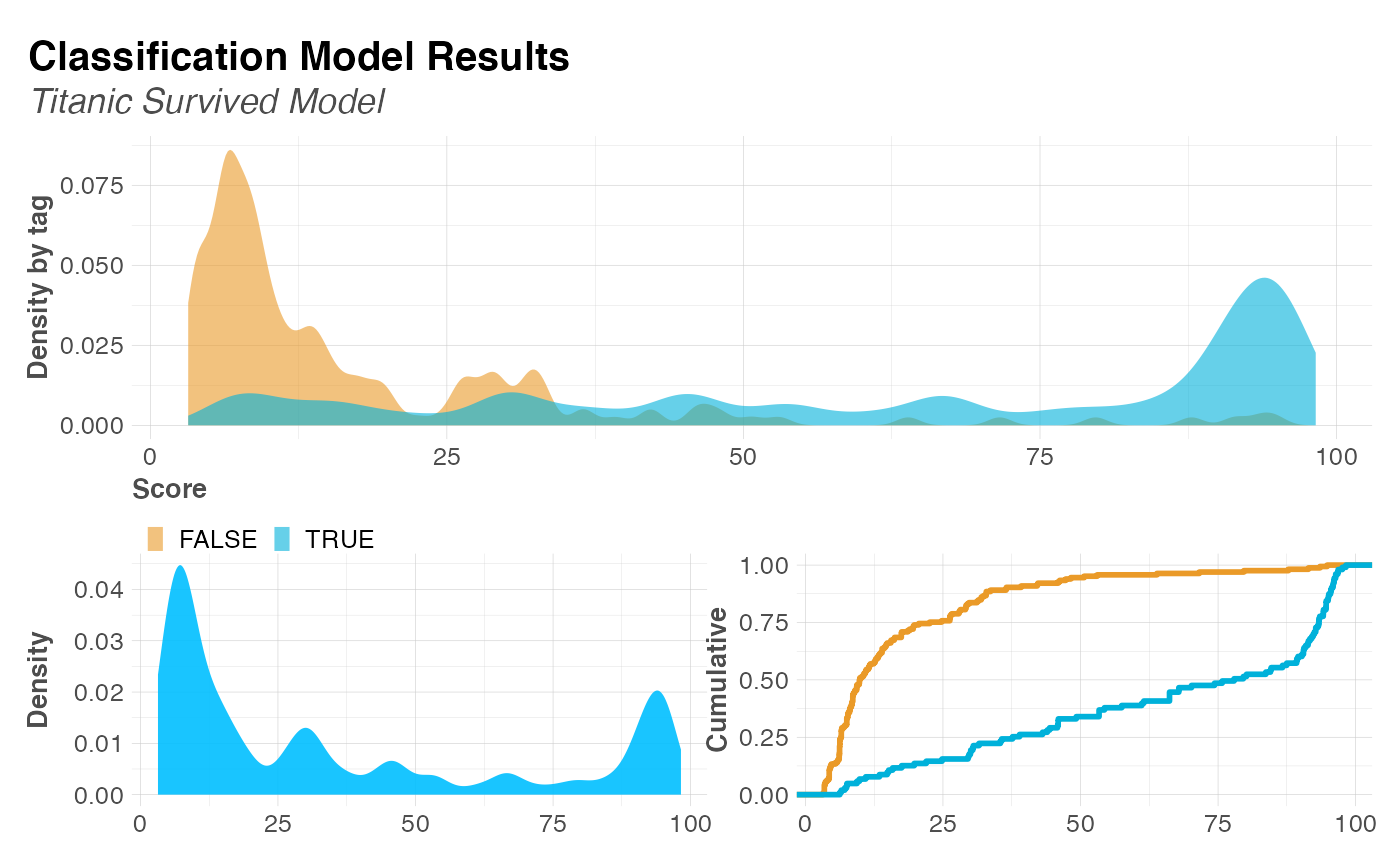 Classification Model Results
Titanic Survived Model
Density by tag
0.075
0.050
0.025
0.000
0 25 50 75 100
Score
FALSE TRUE
Density
0.04
0.03
0.02
0.01
0.00
0 25 50 75 100
Cumulative
1.00
0.75
0.50
0.25
0.00
0 25 50 75 100